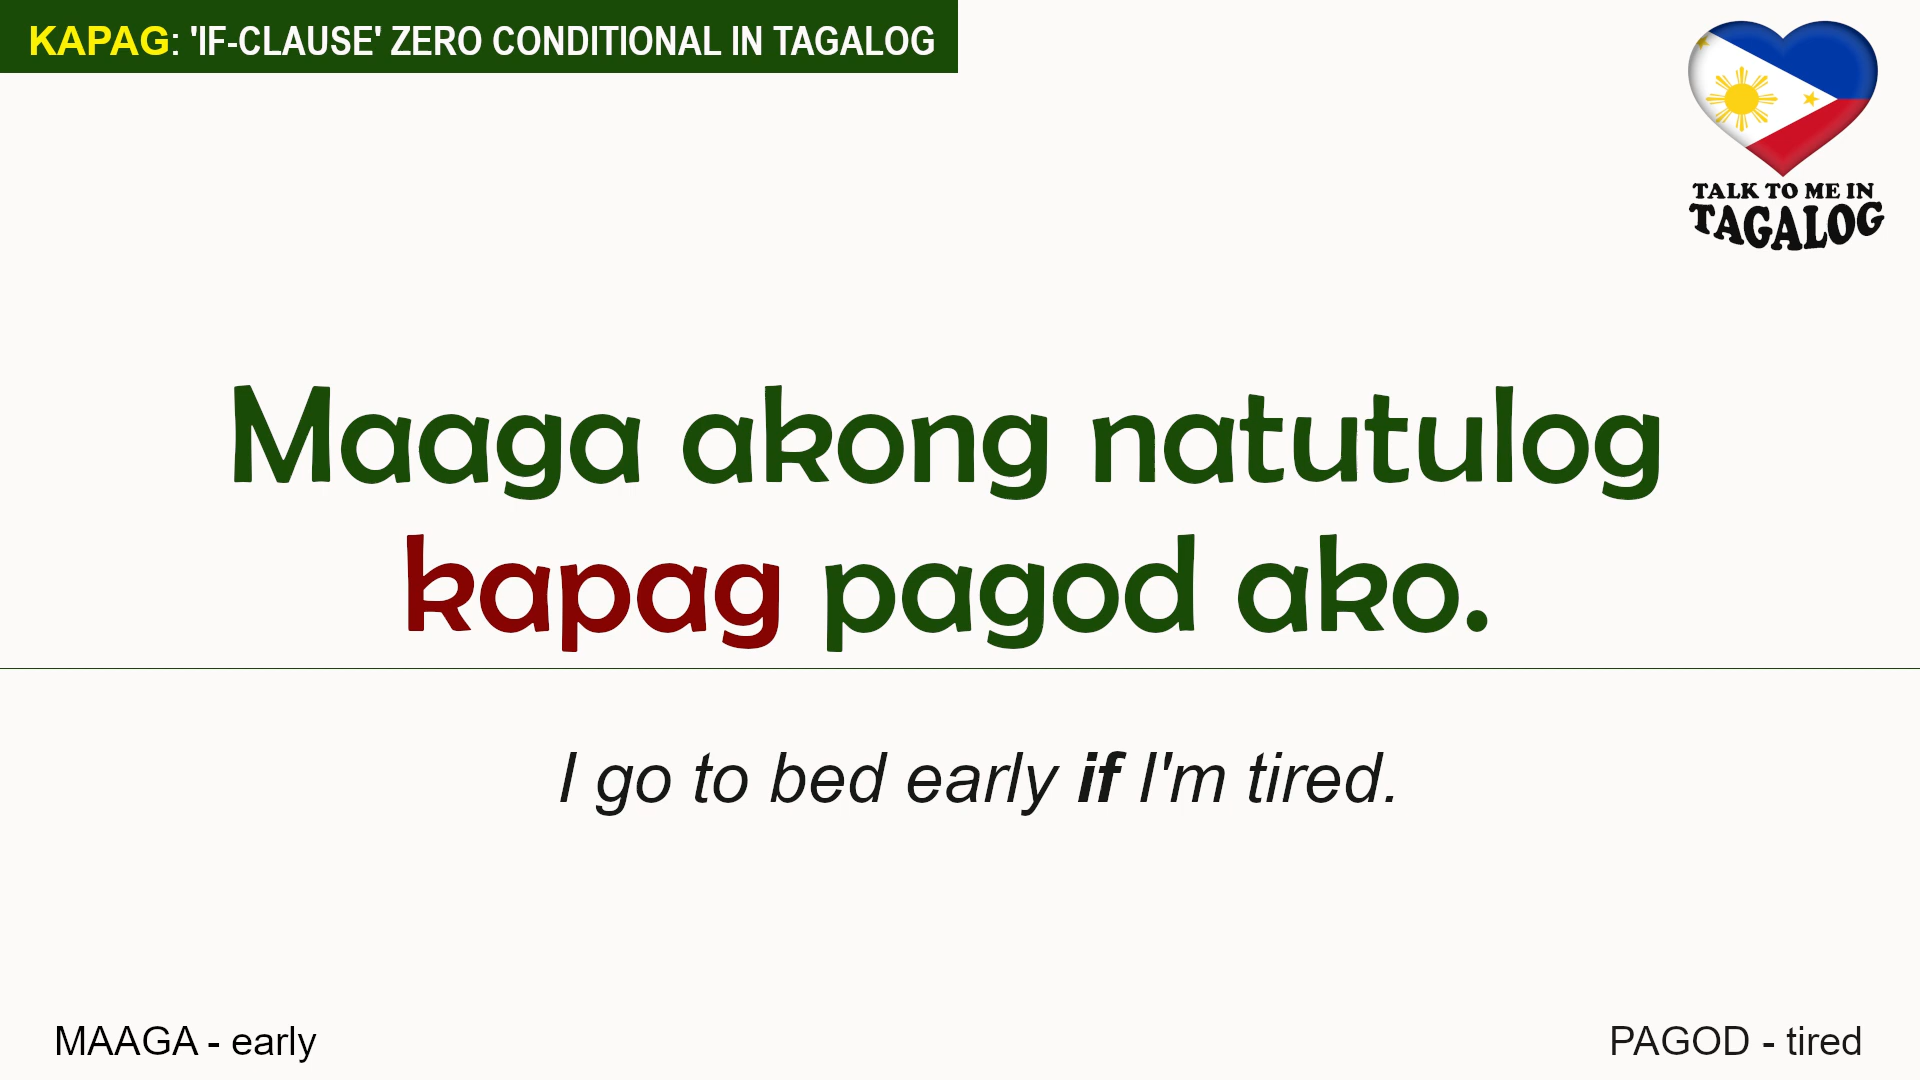 KAPAG: 'IF-CLAUSE' ZERO CONDITIONAL IN TAGALOG
TALK TO ME IN
TAGALOG
Maaga akong natutulog
kapag pagod ako.
I go to bed early if I'm tired.
MAAGA - early
PAGOD - tired